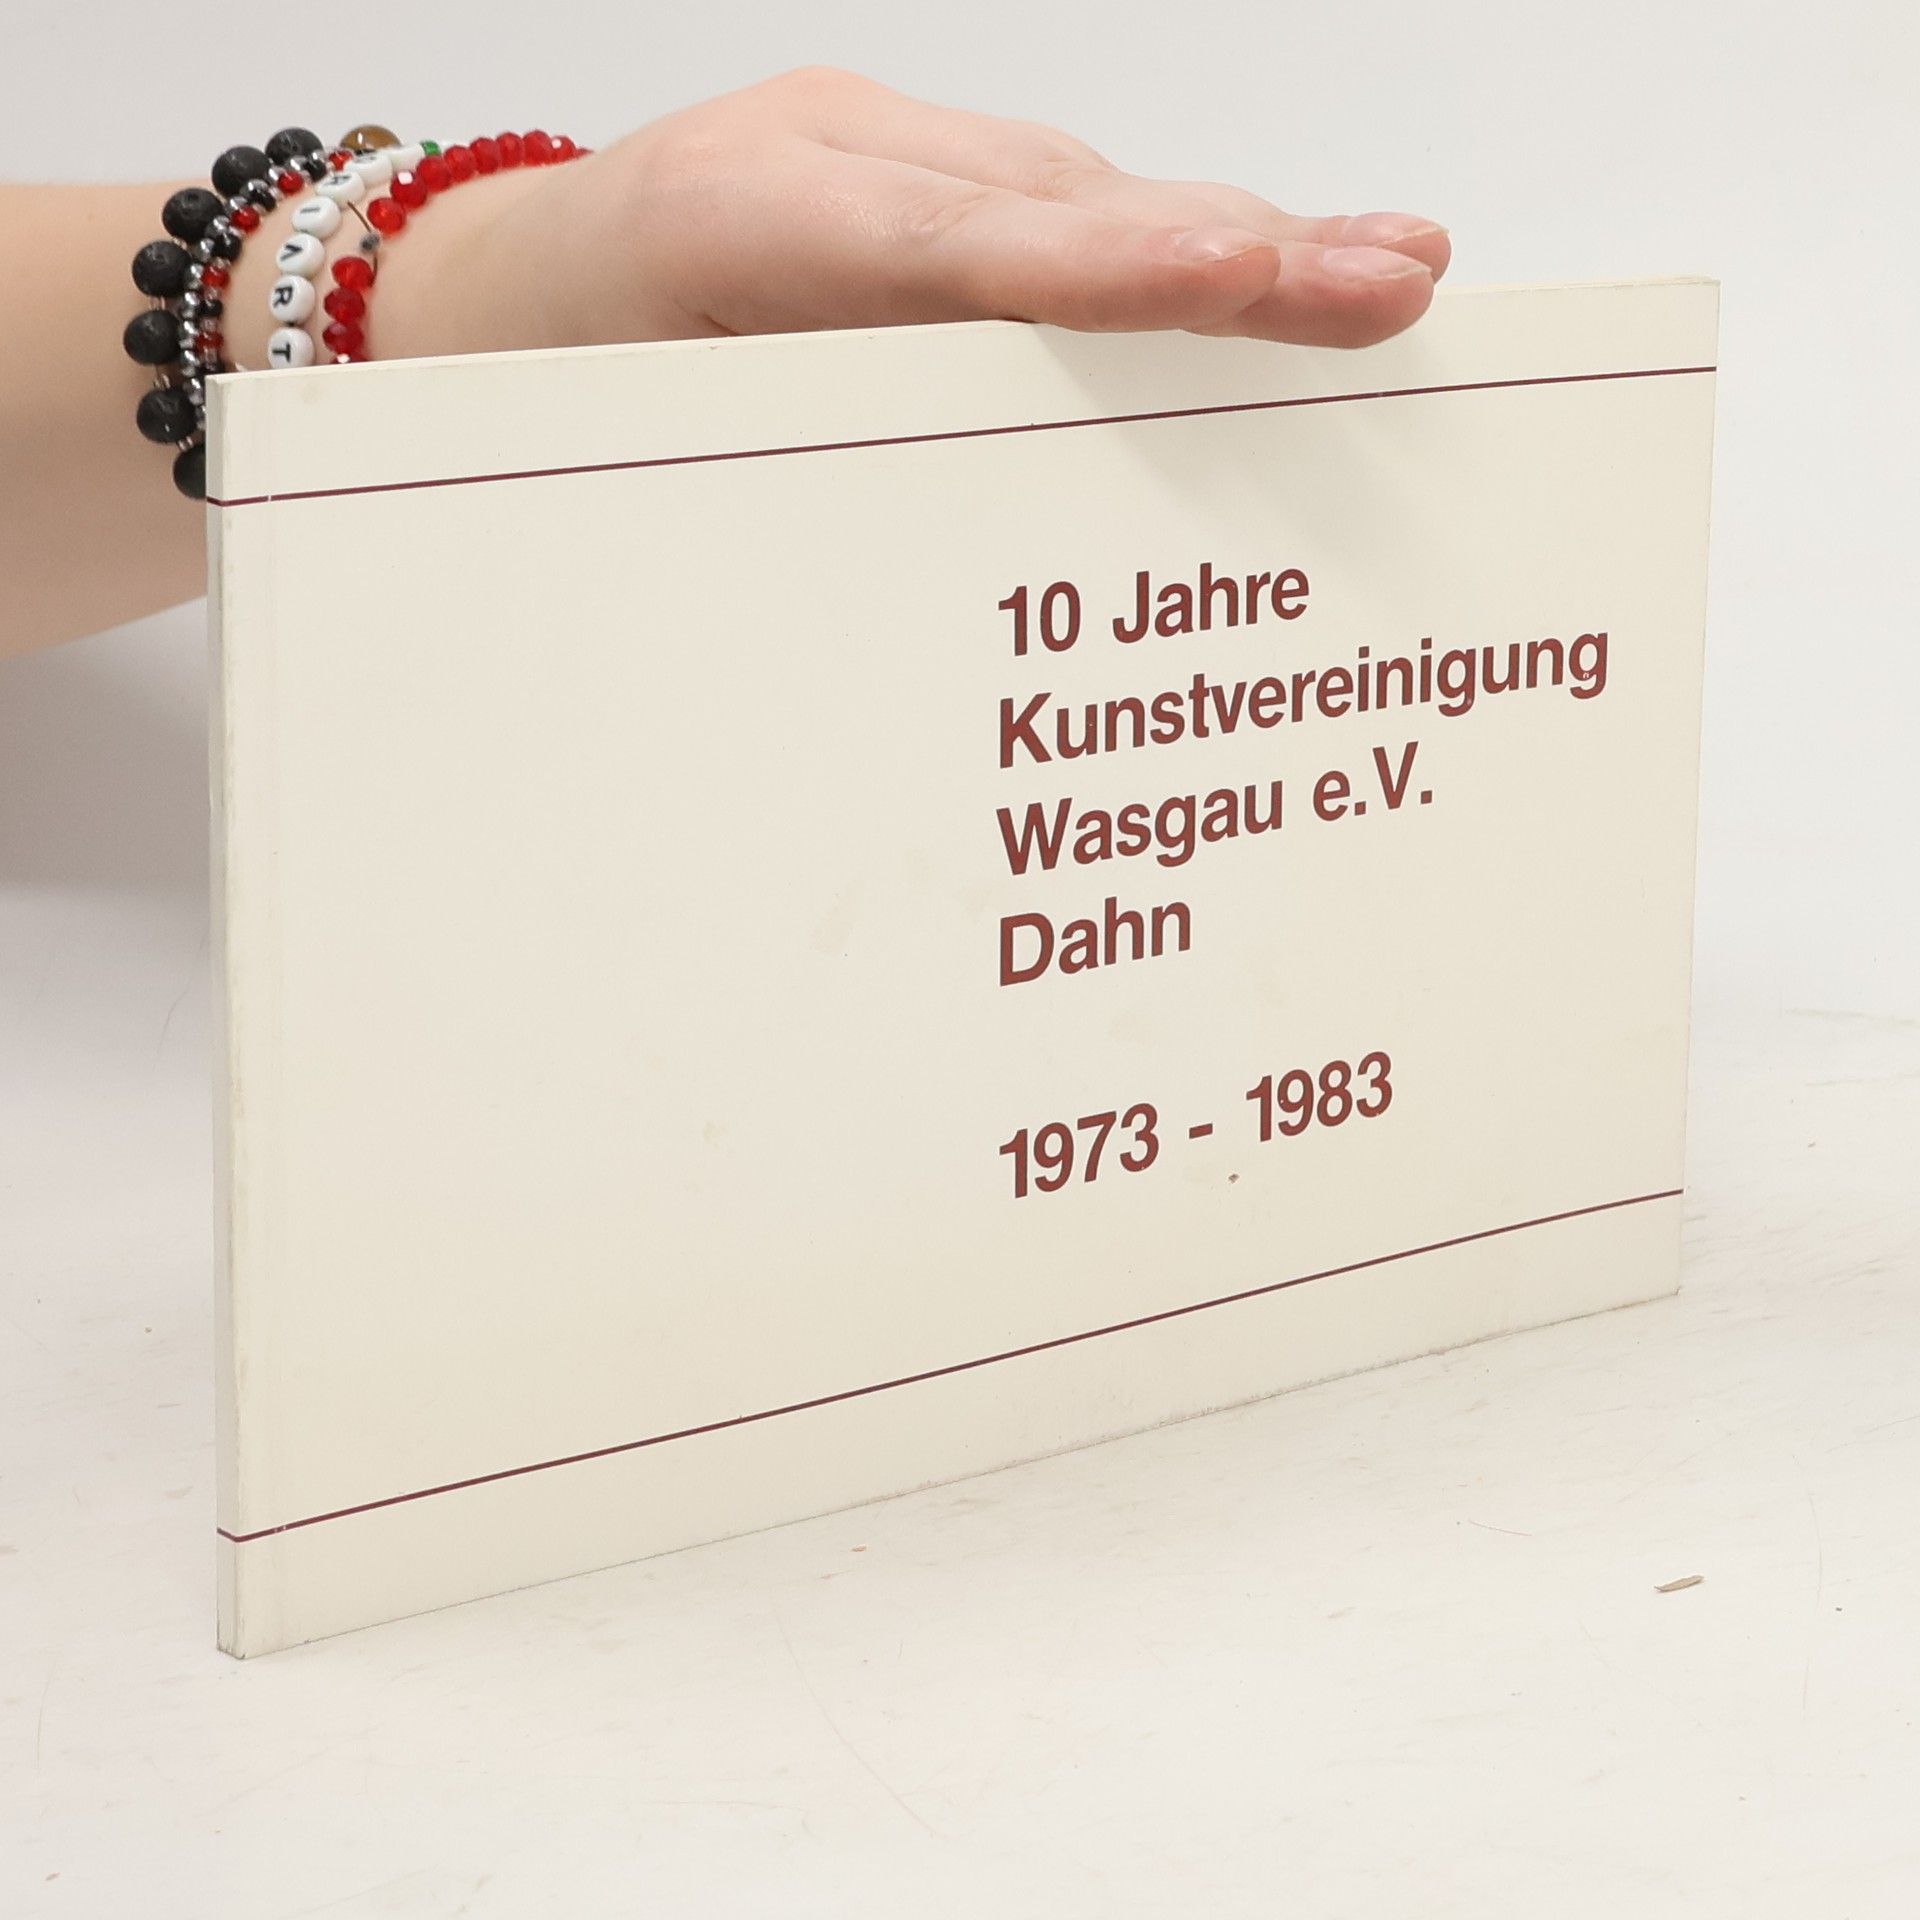 10 Jahre
Kunstvereinigung
Wasgau e.V.
Dahn
1973 - 1983